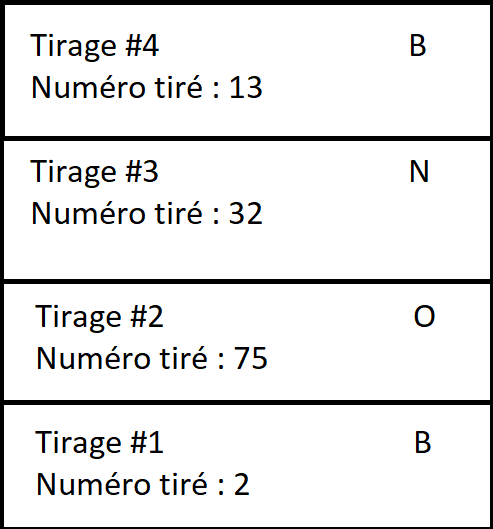 Tirage #4 B
Numéro tiré : 13
Tirage #3 N
Numéro tiré : 32
Tirage #2 O
Numéro tiré : 75
Tirage #1 B
Numéro tiré : 2